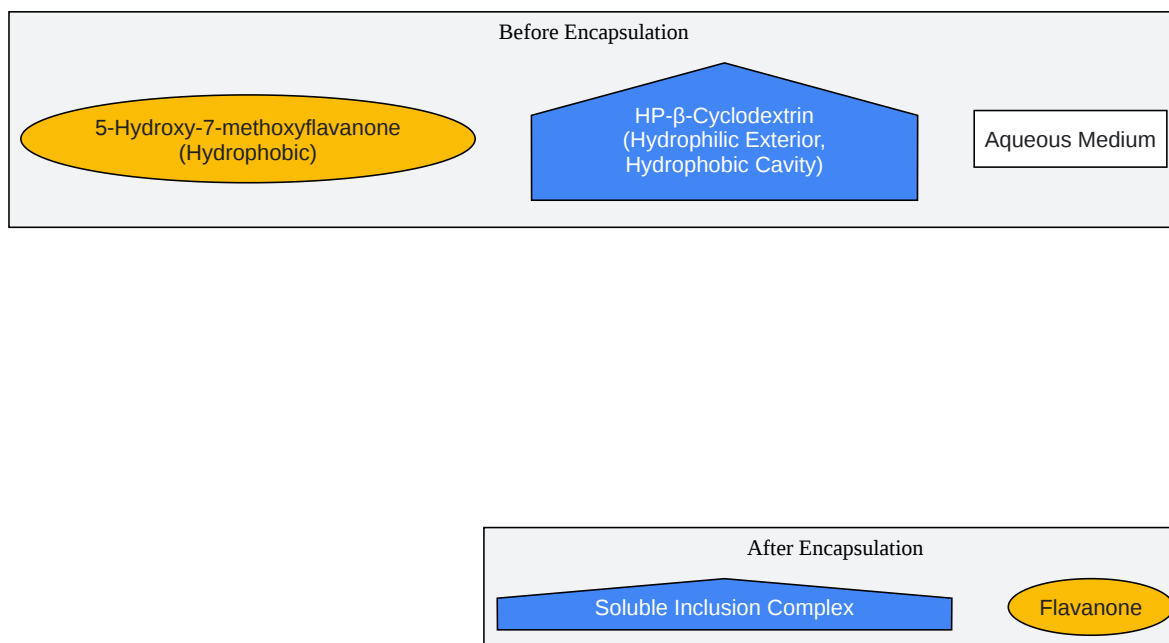 Before Encapsulation
5-Hydroxy-7-methoxyflavanone
(Hydrophobic)
HP-β-Cyclodextrin
(Hydrophilic Exterior,
Hydrophobic Cavity)
Aqueous Medium
After Encapsulation
Soluble Inclusion Complex
Flavanone